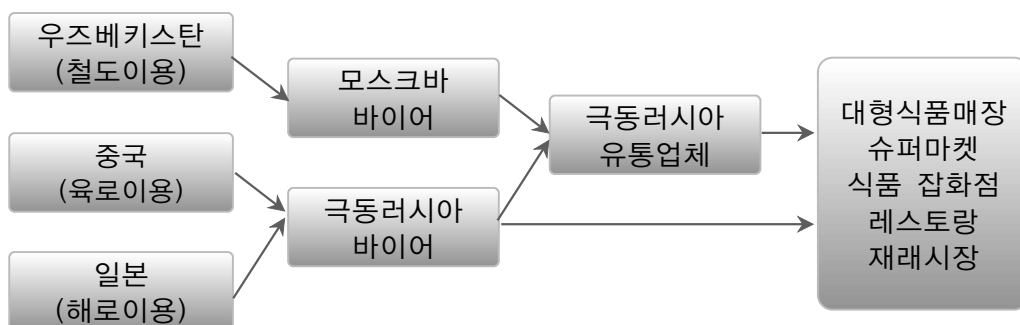 우즈베키스탄
(철도이용)
모스크바
바이어
중국
(육로이용)
극동러시아
바이어
일본
(해로이용)
극동러시아
유통업체
대형식품매장
슈퍼마켓
식품 잡화점
레스토랑
재래시장